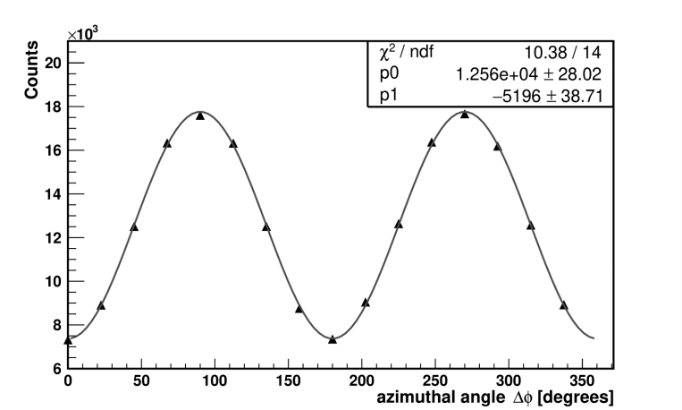 ×10³
Counts
20
18
16
14
12
10
8
6
χ² / ndf 10.38 / 14
p0 1.256e+04 ± 28.02
p1 −5196 ± 38.71
0 50 100 150 200 250 300 350
azimuthal angle Δϕ [degrees]